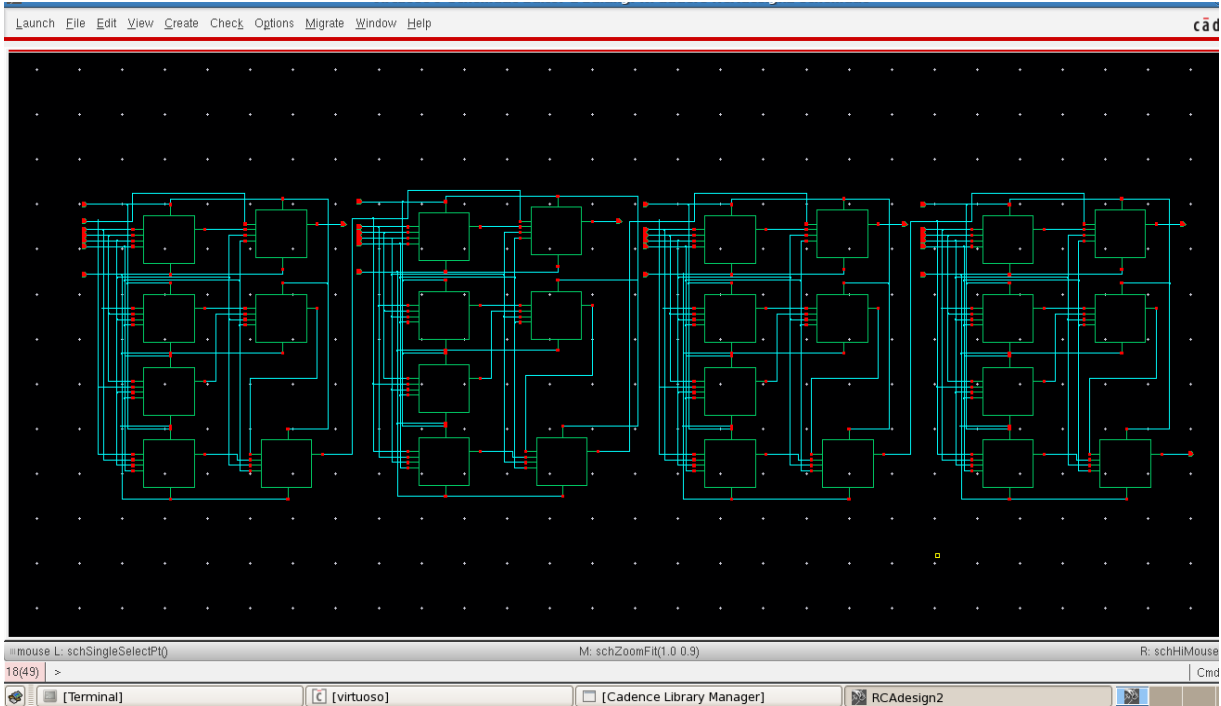 Launch File Edit View Create Check Options Migrate Window Help
cād
mouse L: schSingleSelectPt() M: schZoomFit(1.0 0.9) R: schHiMouse
18(49) > Cmd
[Terminal] [virtuoso] [Cadence Library Manager] RCAdesign2